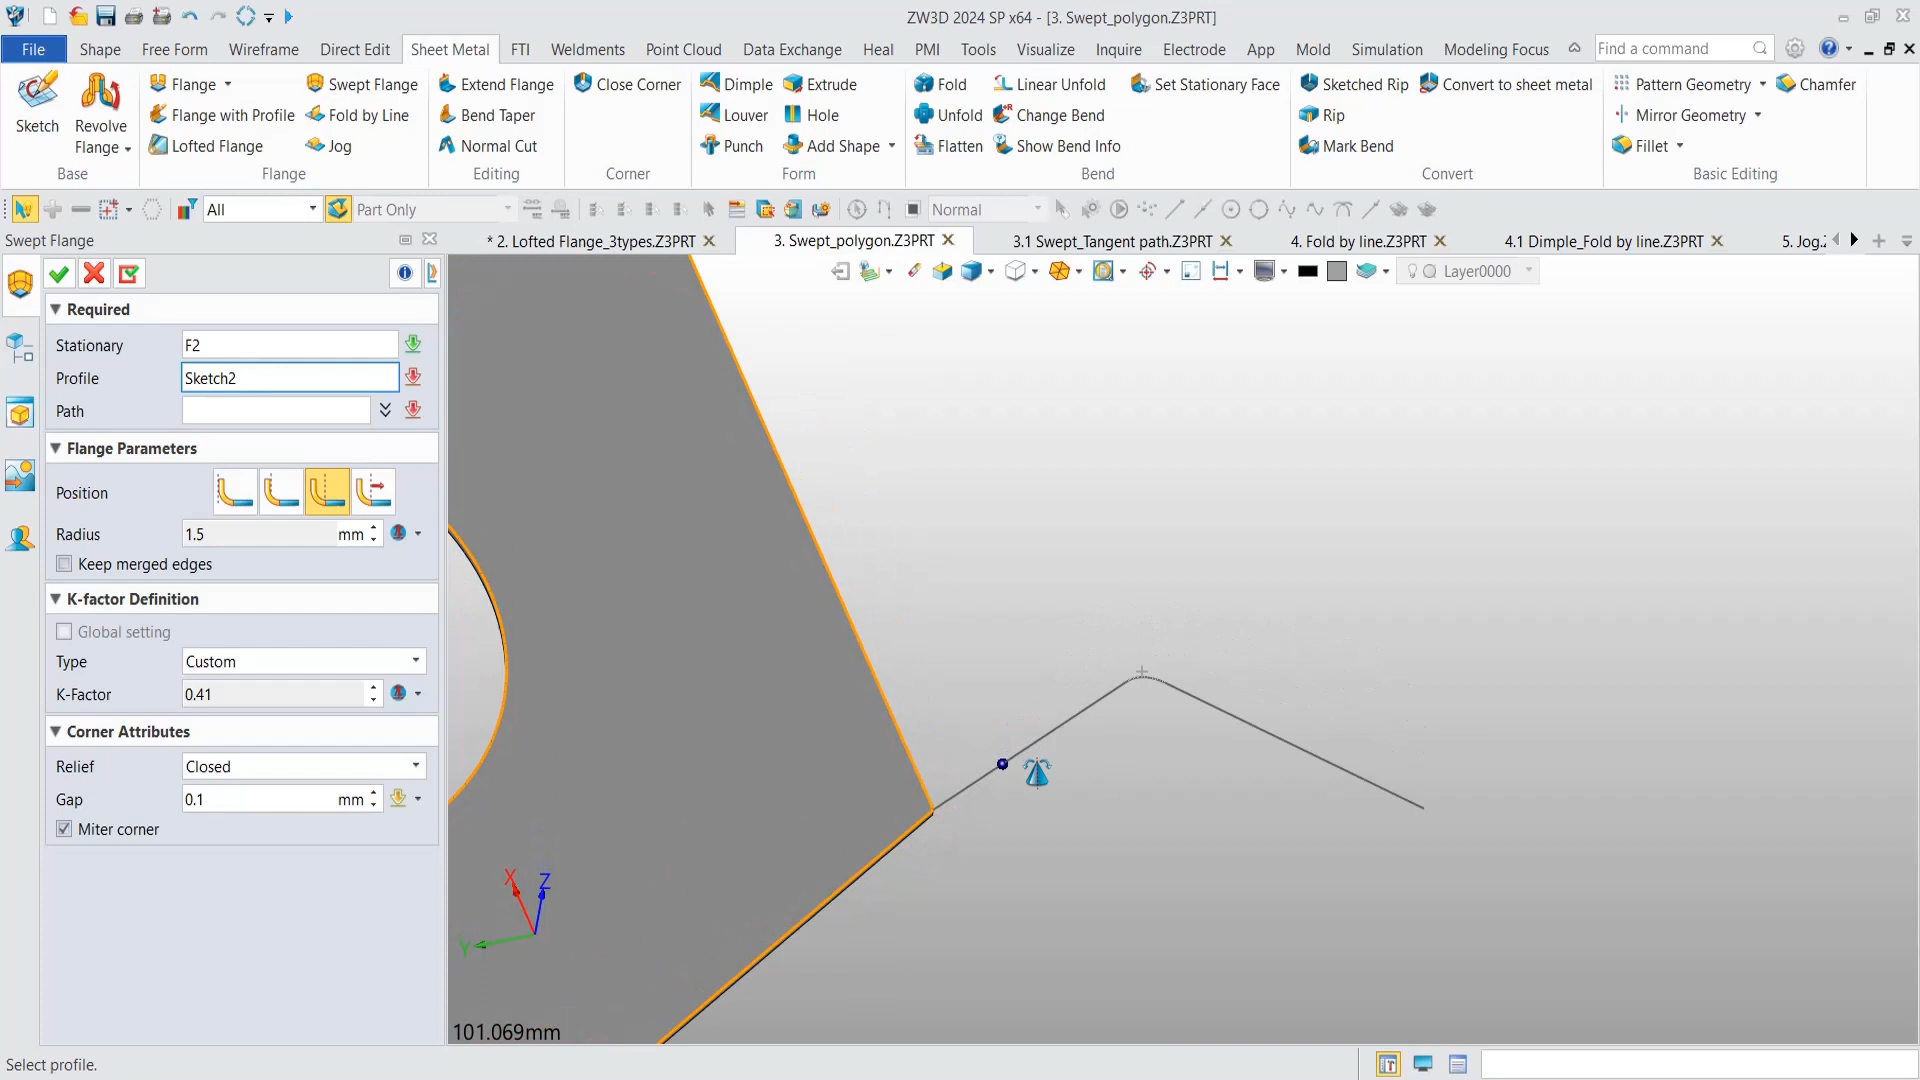 ZW3D 2024 SP x64 - [3. Swept_polygon.Z3PRT]
File Shape Free Form Wireframe Direct Edit Sheet Metal FTI Weldments Point Cloud Data Exchange Heal PMI Tools Visualize Inquire Electrode App Mold Simulation Modeling Focus Find a command
Flange Swept Flange Extend Flange Close Corner Dimple Extrude Fold Linear Unfold Set Stationary Face Sketched Rip Convert to sheet metal Pattern Geometry Chamfer
Sketch Revolve Flange with Profile Fold by Line Bend Taper Louver Hole Unfold Change Bend Rip Mirror Geometry
Flange Lofted Flange Jog Normal Cut Punch Add Shape Flatten Show Bend Info Mark Bend Fillet
Base Flange Editing Corner Form Bend Convert Basic Editing
All Part Only Normal
Swept Flange * 2. Lofted Flange_3types.Z3PRT 3. Swept_polygon.Z3PRT 3.1 Swept_Tangent path.Z3PRT 4. Fold by line.Z3PRT 4.1 Dimple_Fold by line.Z3PRT 5. Jog.
Layer0000
Required
Stationary F2
Profile Sketch2
Path
Flange Parameters
Position
Radius 1.5 mm
Keep merged edges
K-factor Definition
Global setting
Type Custom
K-Factor 0.41
Corner Attributes
Relief Closed
Gap 0.1 mm
Miter corner
X Z
Y
101.069mm
Select profile.